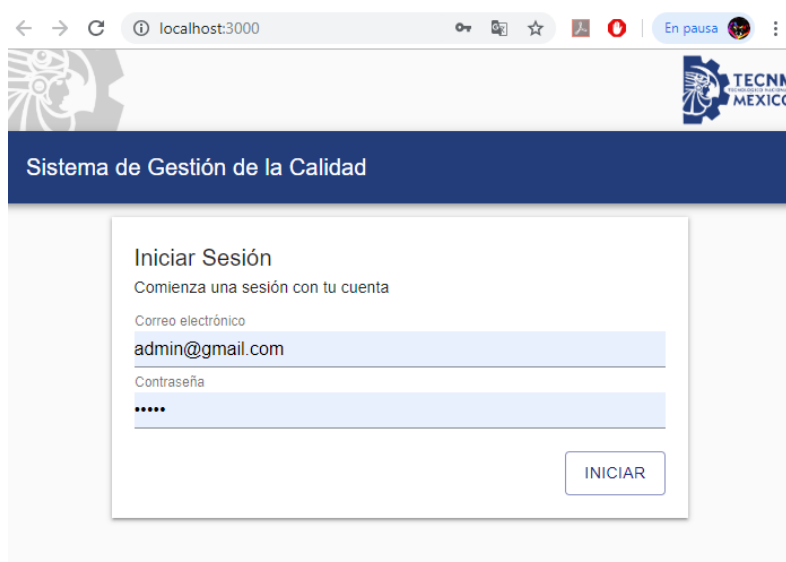 localhost:3000
En pausa
TECNM
MEXICO
Sistema de Gestión de la Calidad
Iniciar Sesión
Comienza una sesión con tu cuenta
Correo electrónico
admin@gmail.com
Contraseña
•••••
INICIAR